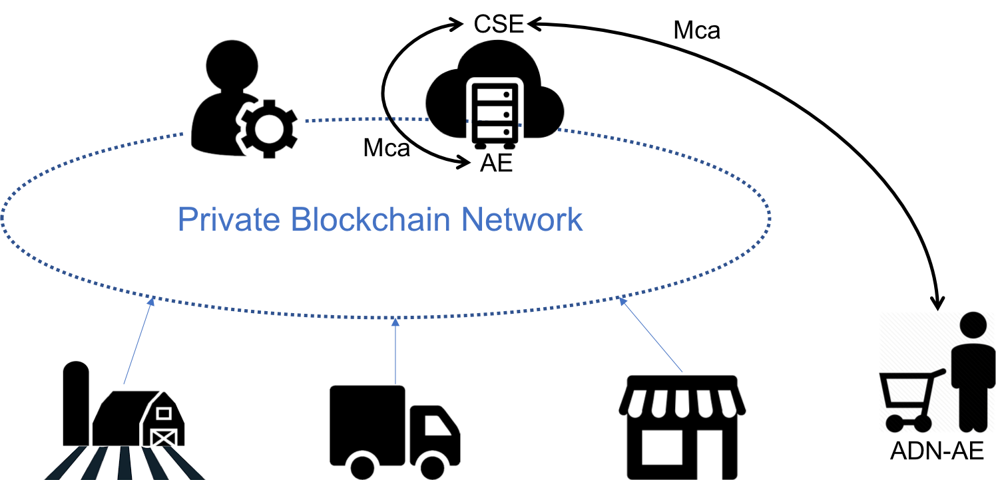 CSE
Mca
Mca
AE
Private Blockchain Network
ADN-AE